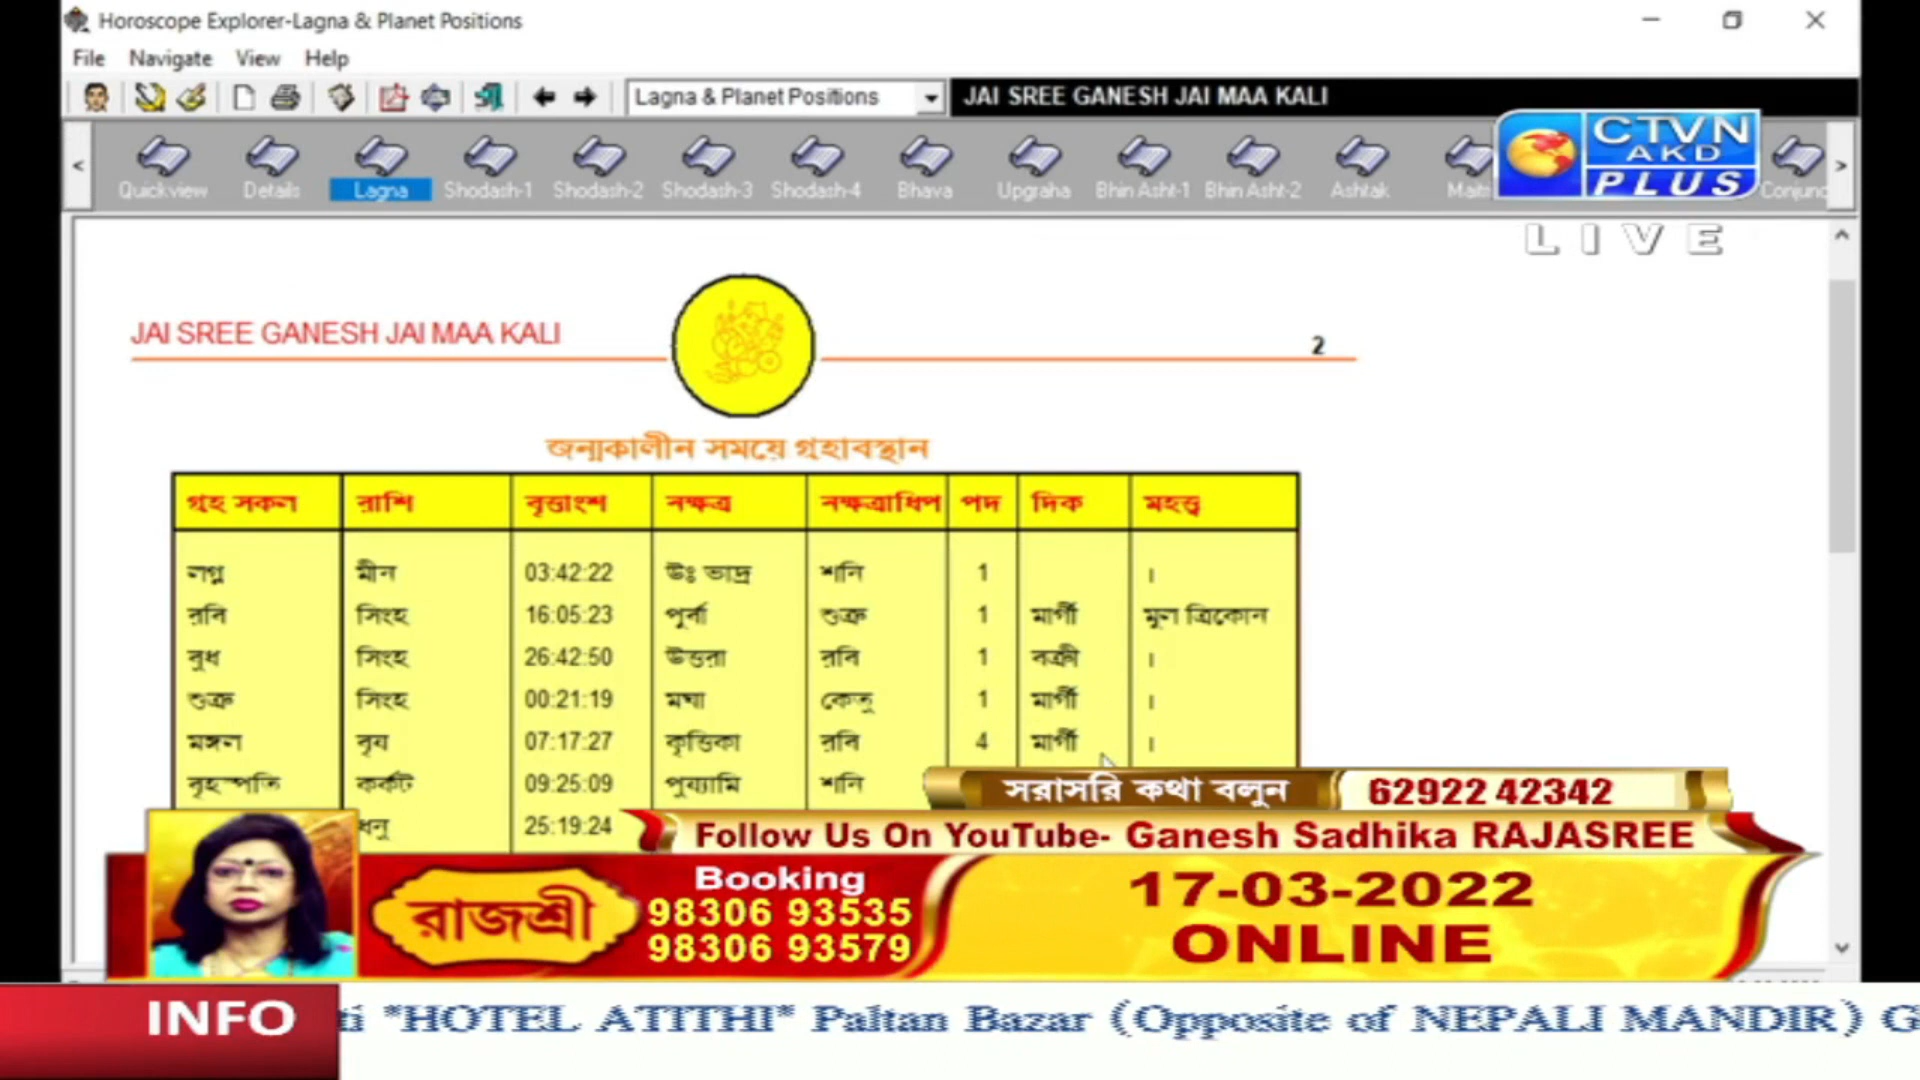 Horoscope Explorer-Lagna & Planet Positions
File Navigate View Help
Lagna & Planet Positions
JAI SREE GANESH JAI MAA KALI
CTVN
AKD
PLUS
Quickview Details Lagna Shodash-1 Shodash-2 Shodash-3 Shodash-4 Bhava Upgraha Bhin Asht-1 Bhin Asht-2 Ashtak
LIVE
JAI SREE GANESH JAI MAA KALI
2
জন্মকালীন সময়ে গ্রহাবস্থান
গ্রহ সকল রাশি বৃত্তাংশ নক্ষত্র নক্ষত্রাধিপ পদ দিক মহত্ত্ব
লগ্ন মীন 03:42:22 উঃ ভাদ্র শনি 1 ।
রবি সিংহ 16:05:23 পুর্বা শুক্র 1 মার্গী মুল ত্রিকোন
বুধ সিংহ 26:42:50 উত্তরা রবি 1 বক্রী ।
শুক্র সিংহ 00:21:19 মঘা কেতু 1 মার্গী ।
মঙ্গল বৃষ 07:17:27 কৃত্তিকা রবি 4 মার্গী ।
বৃহস্পতি কর্কট 09:25:09 পুষ্যামি শনি
ধনু 25:19:24
সরাসরি কথা বলুন 62922 42342
Follow Us On YouTube- Ganesh Sadhika RAJASREE
রাজশ্রী
Booking
98306 93535
98306 93579
17-03-2022
ONLINE
INFO
ti "HOTEL ATITHI" Paltan Bazar (Opposite of NEPALI MANDIR) G